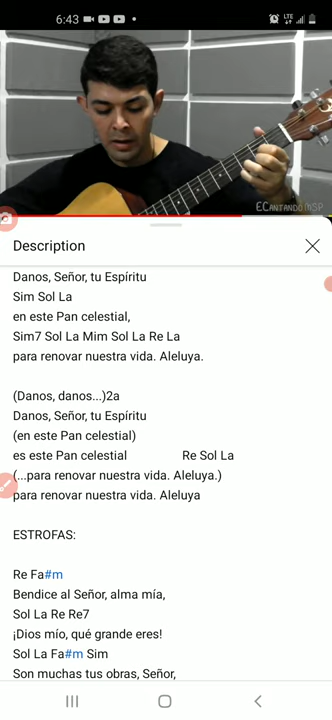 6:43
LTE
ECANTANDO NSP
Description
Danos, Señor, tu Espíritu
Sim Sol La
en este Pan celestial,
Sim7 Sol La Mim Sol La Re La
para renovar nuestra vida. Aleluya.
(Danos, danos...)2a
Danos, Señor, tu Espíritu
(en este Pan celestial)
es este Pan celestial Re Sol La
(...para renovar nuestra vida. Aleluya.)
para renovar nuestra vida. Aleluya
ESTROFAS:
Re Fa#m
Bendice al Señor, alma mía,
Sol La Re Re7
¡Dios mío, qué grande eres!
Sol La Fa#m Sim
Son muchas tus obras, Señor,